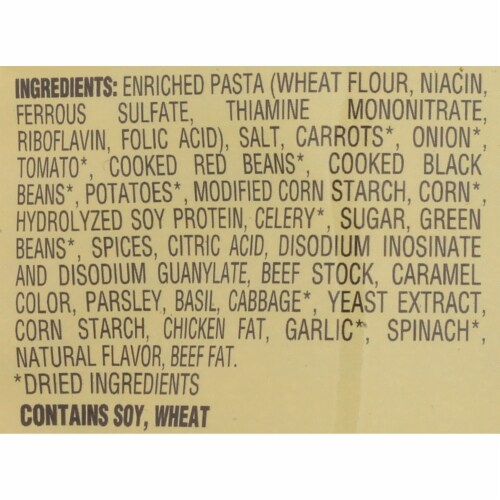 INGREDIENTS: ENRICHED PASTA (WHEAT FLOUR, NIACIN,
FERROUS SULFATE, THIAMINE MONONITRATE,
RIBOFLAVIN, FOLIC ACID), SALT, CARROTS*, ONION*,
TOMATO*, COOKED RED BEANS*, COOKED BLACK
BEANS*, POTATOES*, MODIFIED CORN STARCH, CORN*,
HYDROLYZED SOY PROTEIN, CELERY*, SUGAR, GREEN
BEANS*, SPICES, CITRIC ACID, DISODIUM INOSINATE
AND DISODIUM GUANYLATE, BEEF STOCK, CARAMEL
COLOR, PARSLEY, BASIL, CABBAGE*, YEAST EXTRACT,
CORN STARCH, CHICKEN FAT, GARLIC*, SPINACH*,
NATURAL FLAVOR, BEEF FAT.
*DRIED INGREDIENTS
CONTAINS SOY, WHEAT